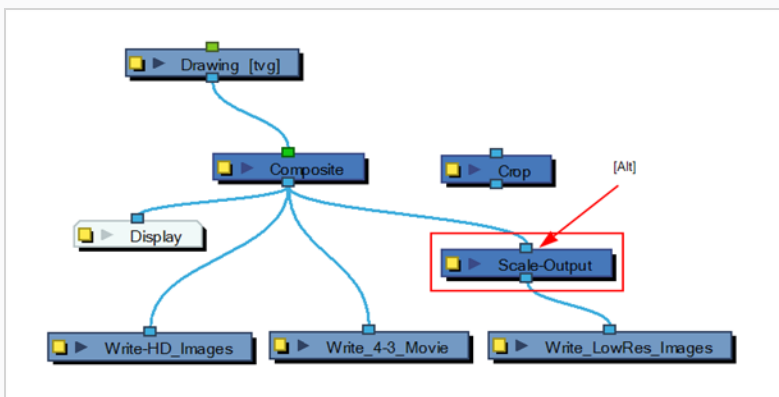 Drawing [tvg]
Composite
Crop
[Alt]
Display
Scale-Output
Write-HD_Images
Write_4-3_Movie
Write_LowRes_Images